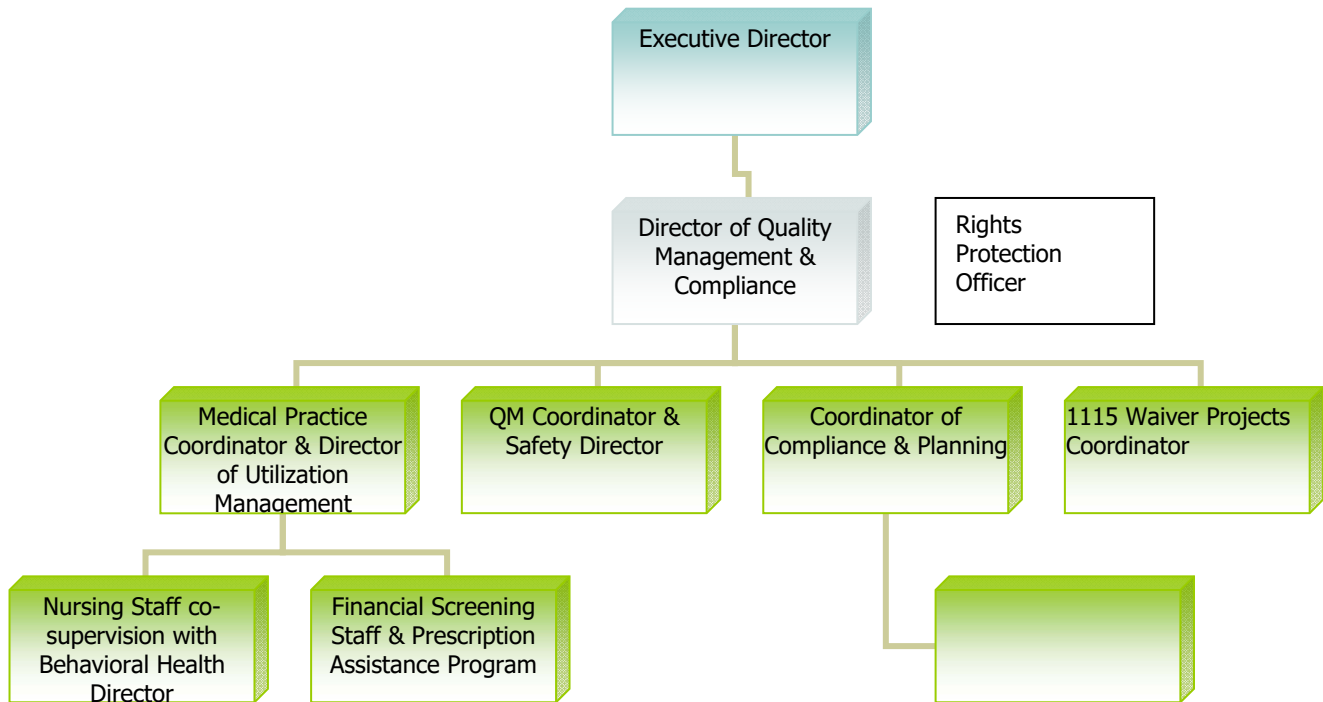 Executive Director
Director of Quality
Management &
Compliance
Rights
Protection
Officer
Medical Practice
Coordinator & Director
of Utilization
Management
QM Coordinator &
Safety Director
Coordinator of
Compliance & Planning
1115 Waiver Projects
Coordinator
Nursing Staff co-
supervision with
Behavioral Health
Director
Financial Screening
Staff & Prescription
Assistance Program